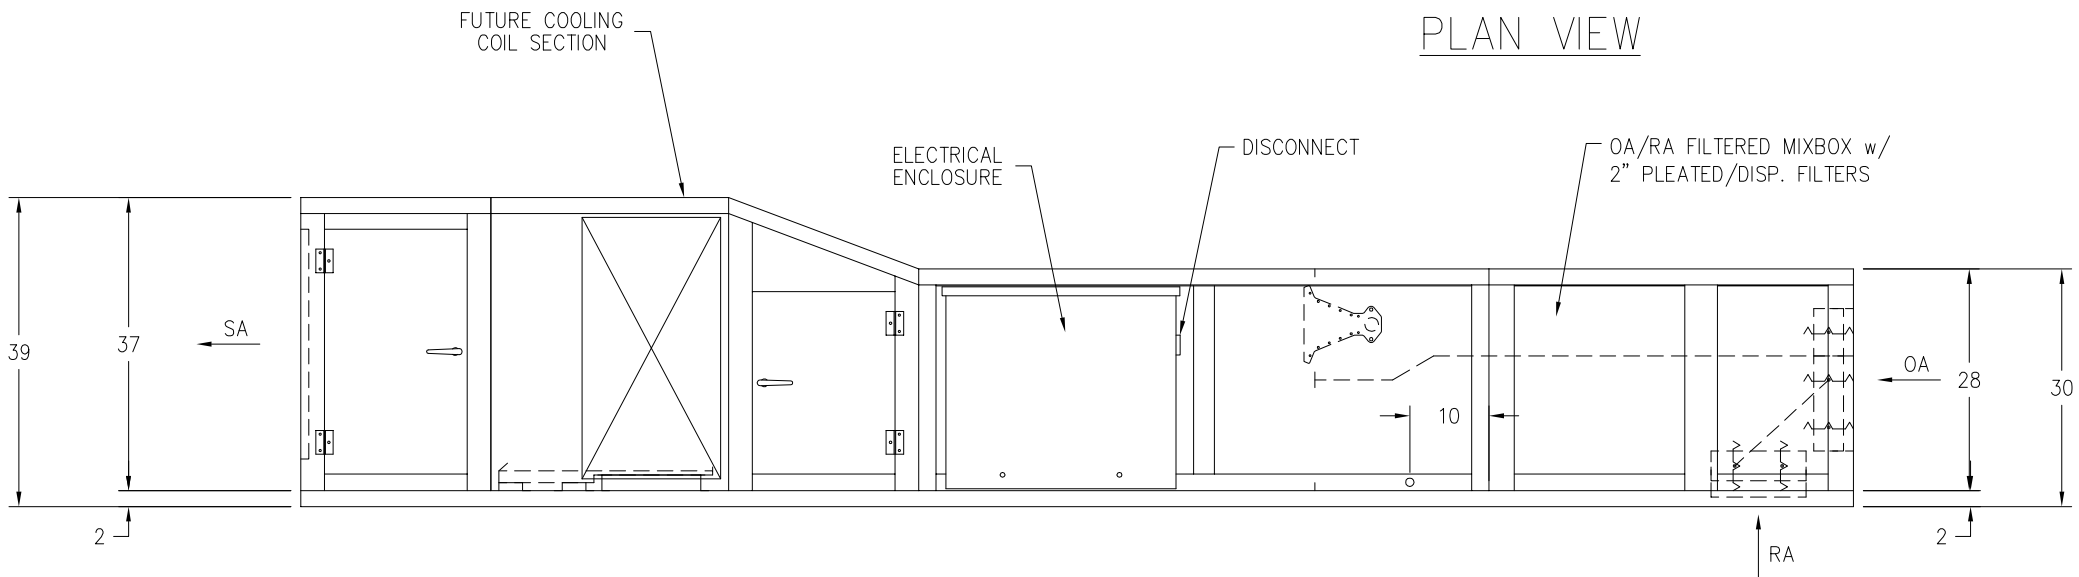 PLAN VIEW
FUTURE COOLING
COIL SECTION
ELECTRICAL
ENCLOSURE
DISCONNECT
OA/RA FILTERED MIXBOX w/
2" PLEATED/DISP. FILTERS
39
37
SA
2
10
OA
28
30
2
RA